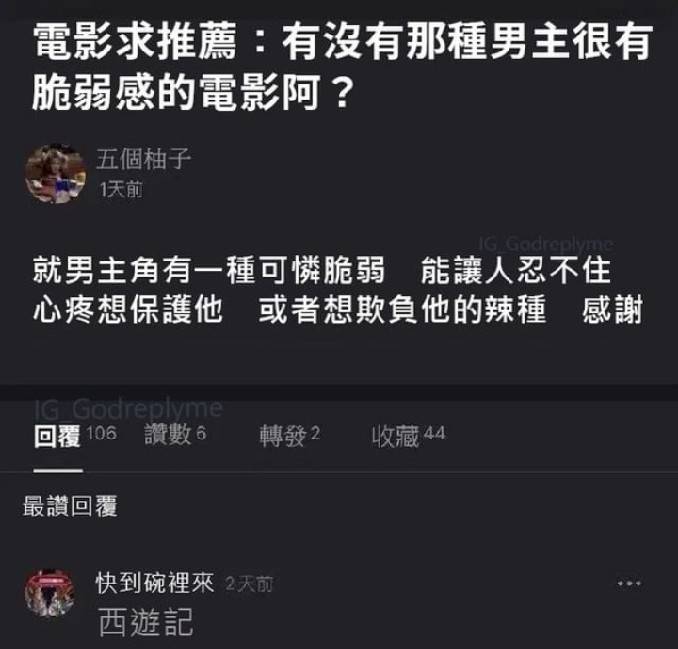 電影求推薦：有沒有那種男主很有
脆弱感的電影阿？
五個柚子
1天前
IG_Godreplyme
就男主角有一種可憐脆弱　能讓人忍不住
心疼想保護他　或者想欺負他的辣種　感謝
IG_Godreplyme
回覆 106 讚數 6 轉發 2 收藏 44
最讚回覆
快到碗裡來 2天前
西遊記